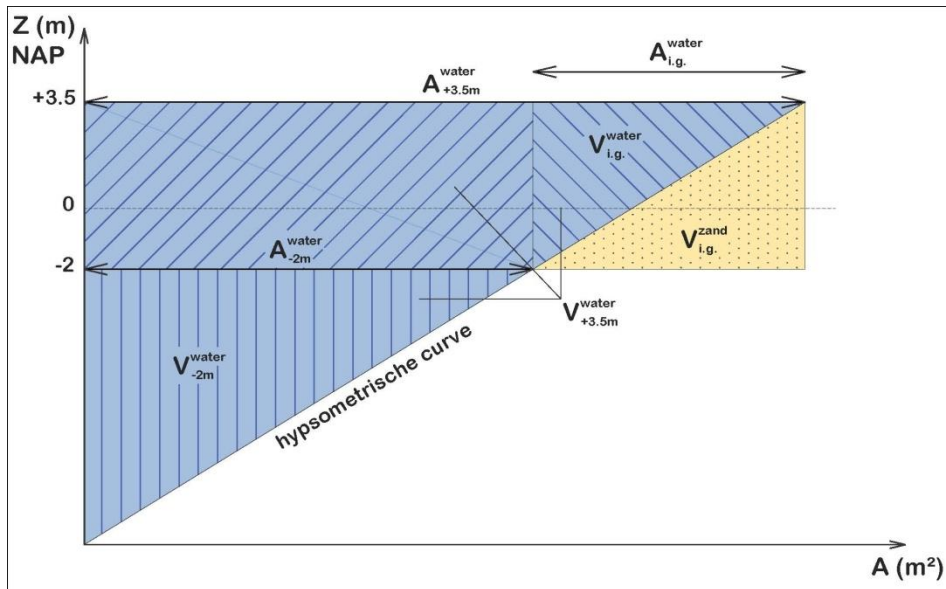 Z (m)
NAP
A water i.g.
A water +3.5m
+3.5
V water i.g.
0
A water -2m
V zand i.g.
-2
V water +3.5m
V water -2m
hypsometrische curve
A (m²)